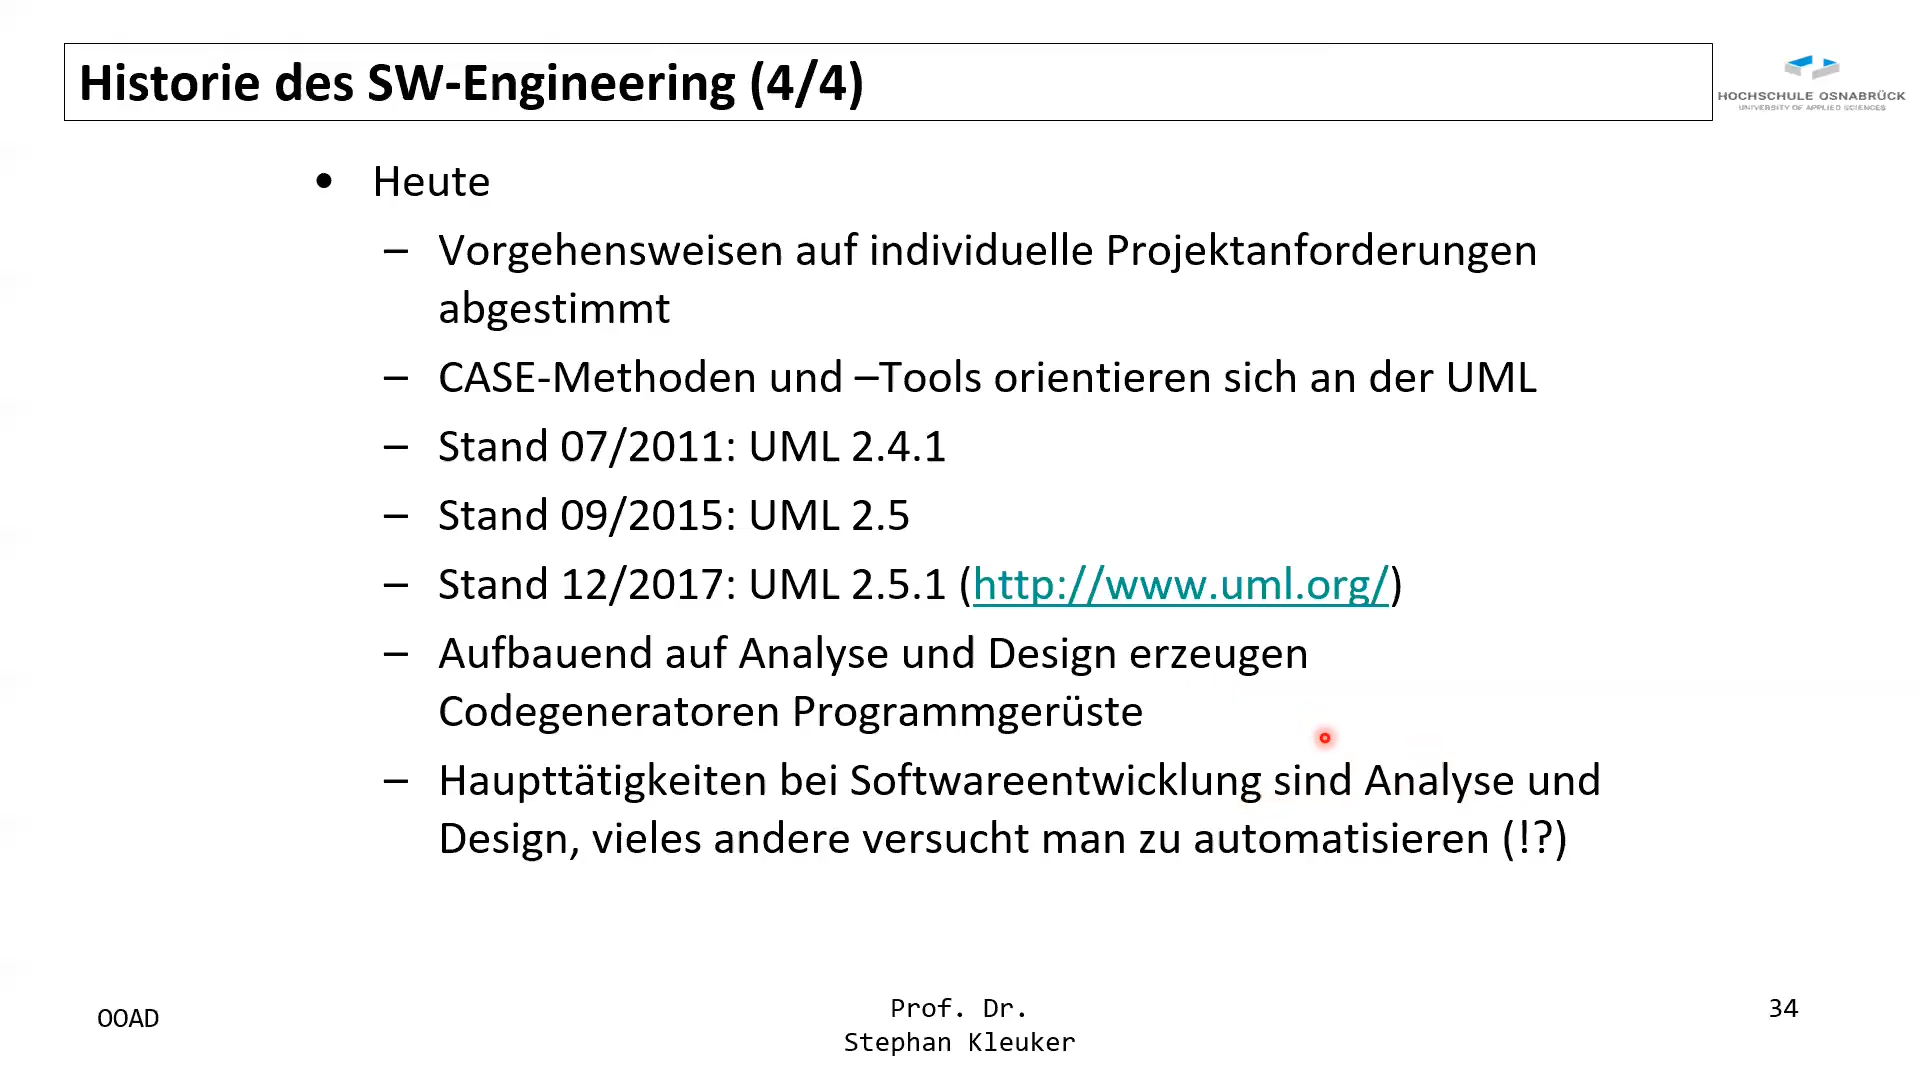 Historie des SW-Engineering (4/4)
HOCHSCHULE OSNABRÜCK
UNIVERSITY OF APPLIED SCIENCES
• Heute
– Vorgehensweisen auf individuelle Projektanforderungen
abgestimmt
– CASE-Methoden und –Tools orientieren sich an der UML
– Stand 07/2011: UML 2.4.1
– Stand 09/2015: UML 2.5
– Stand 12/2017: UML 2.5.1 (http://www.uml.org/)
– Aufbauend auf Analyse und Design erzeugen
Codegeneratoren Programmgerüste
– Haupttätigkeiten bei Softwareentwicklung sind Analyse und
Design, vieles andere versucht man zu automatisieren (!?)
OOAD
Prof. Dr.
Stephan Kleuker
34